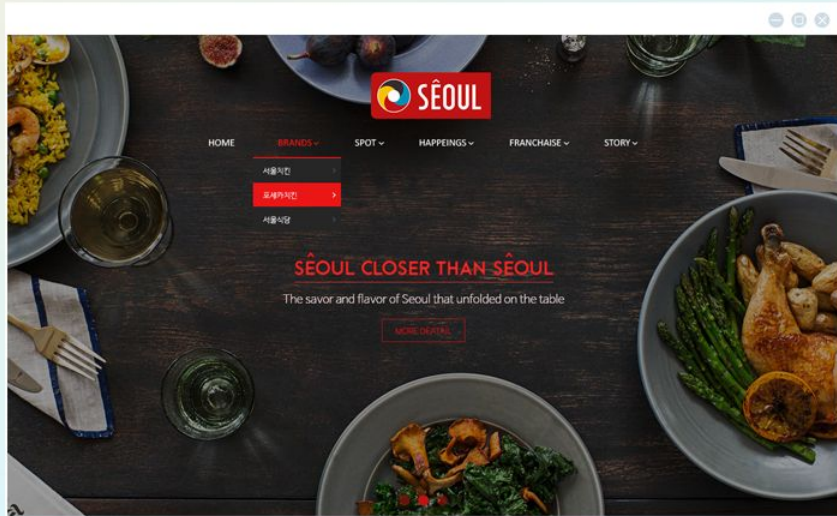 SÊOUL
HOME BRANDS SPOT HAPPEINGS FRANCHAISE STORY
서울치킨
포세카치킨
서울식당
SÊOUL CLOSER THAN SÊOUL
The savor and flavor of Seoul that unfolded on the table
MORE DEATAIL